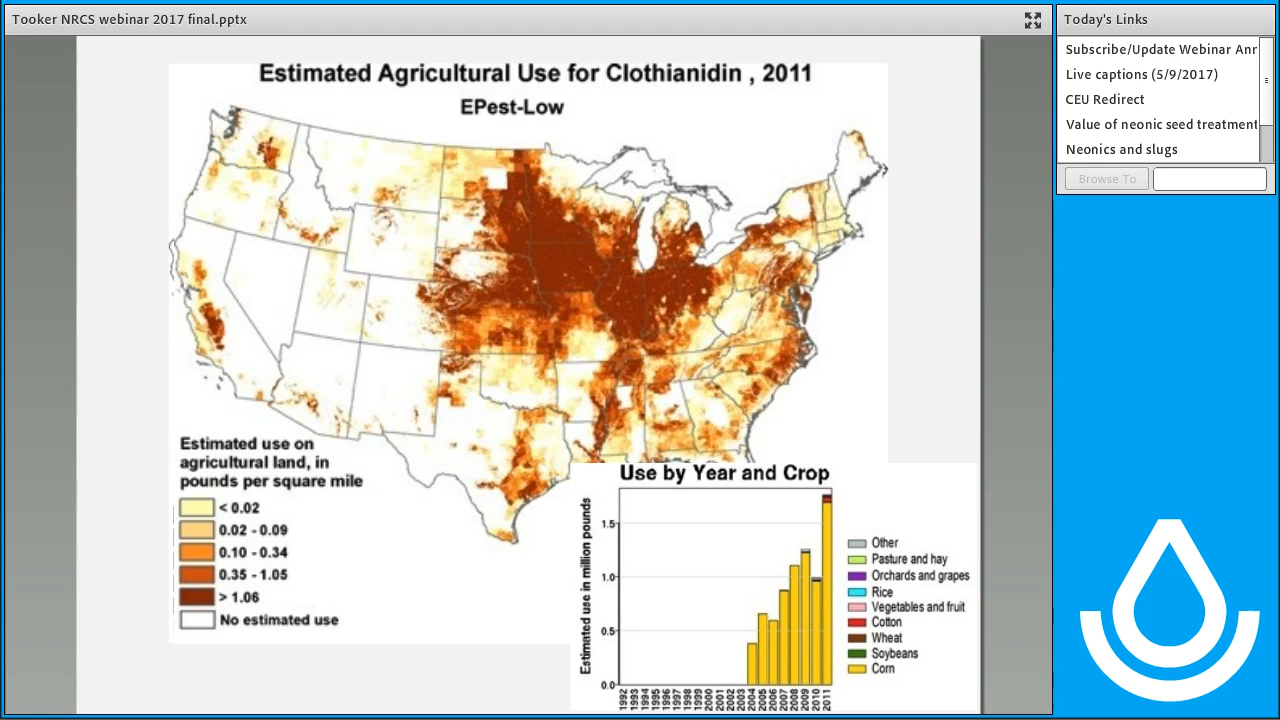 Tooker NRCS webinar 2017 final.pptx
Today's Links
Subscribe/Update Webinar Anr
Live captions (5/9/2017)
CEU Redirect
Value of neonic seed treatment
Neonics and slugs
Browse To
Estimated Agricultural Use for Clothianidin , 2011
EPest-Low
Estimated use on
agricultural land, in
pounds per square mile
< 0.02
0.02 - 0.09
0.10 - 0.34
0.35 - 1.05
> 1.06
No estimated use
Use by Year and Crop
Estimated use in million pounds
1.5
1.0
0.5
0.0
1992
1993
1994
1995
1996
1997
1998
1999
2000
2001
2002
2003
2004
2005
2006
2007
2008
2009
2010
2011
Other
Pasture and hay
Orchards and grapes
Rice
Vegetables and fruit
Cotton
Wheat
Soybeans
Corn